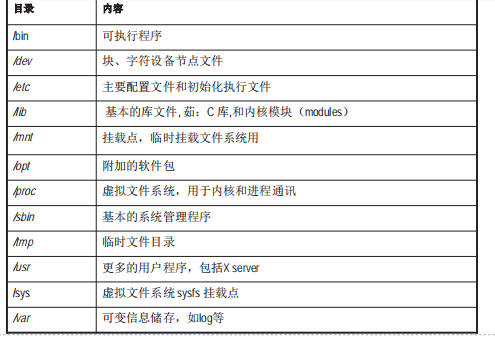 目录 内容
/bin 可执行程序
/dev 块、字符设备节点文件
/etc 主要配置文件和初始化执行文件
/lib 基本的库文件, 茹：C 库,和内核模块（modules）
/mnt 挂载点，临时挂载文件系统用
/opt 附加的软件包
/proc 虚拟文件系统，用于内核和进程通讯
/sbin 基本的系统管理程序
/tmp 临时文件目录
/usr 更多的用户程序，包括X server
/sys 虚拟文件系统 sysfs 挂载点
/var 可变信息储存，如log等